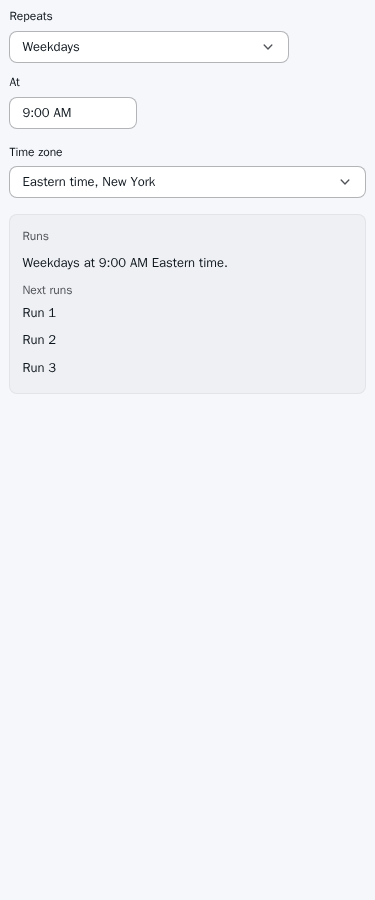 Repeats
Weekdays
At
9:00 AM
Time zone
Eastern time, New York
Runs
Weekdays at 9:00 AM Eastern time.
Next runs
Run 1
Run 2
Run 3